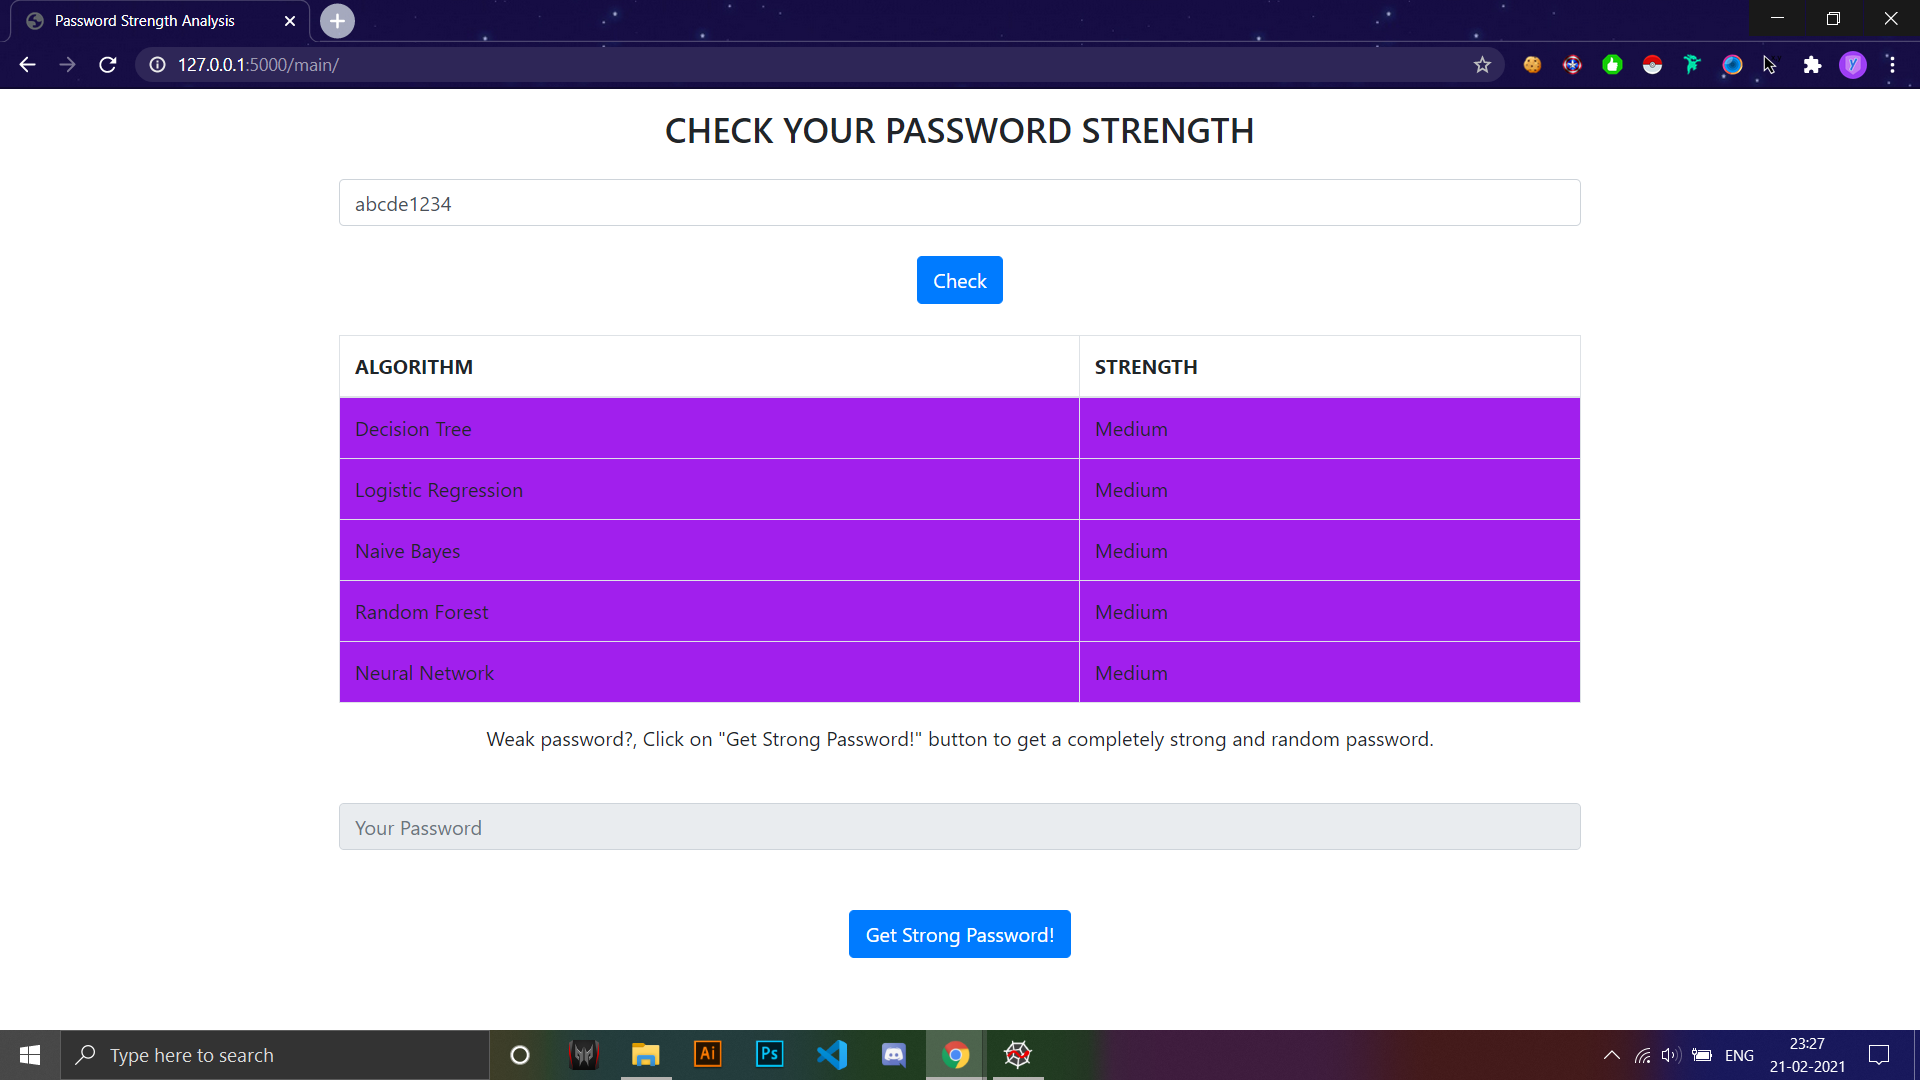 Password Strength Analysis
127.0.0.1:5000/main/
CHECK YOUR PASSWORD STRENGTH
abcde1234
Check
ALGORITHM STRENGTH
Decision Tree Medium
Logistic Regression Medium
Naive Bayes Medium
Random Forest Medium
Neural Network Medium
Weak password?, Click on "Get Strong Password!" button to get a completely strong and random password.
Your Password
Get Strong Password!
Type here to search
Ai
Ps
ENG
23:27
21-02-2021